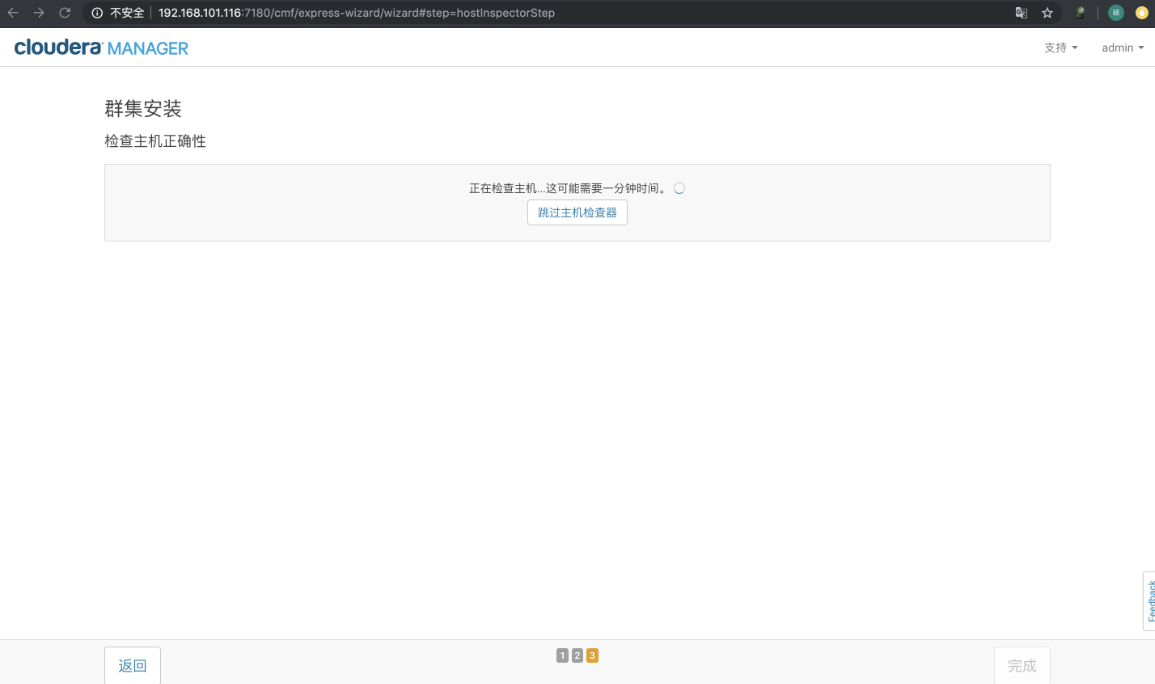 不安全 192.168.101.116:7180/cmf/express-wizard/wizard#step=hostInspectorStep
cloudera MANAGER 支持 admin
群集安装
检查主机正确性
正在检查主机...这可能需要一分钟时间。
跳过主机检查器
Feedback
返回 1 2 3 完成